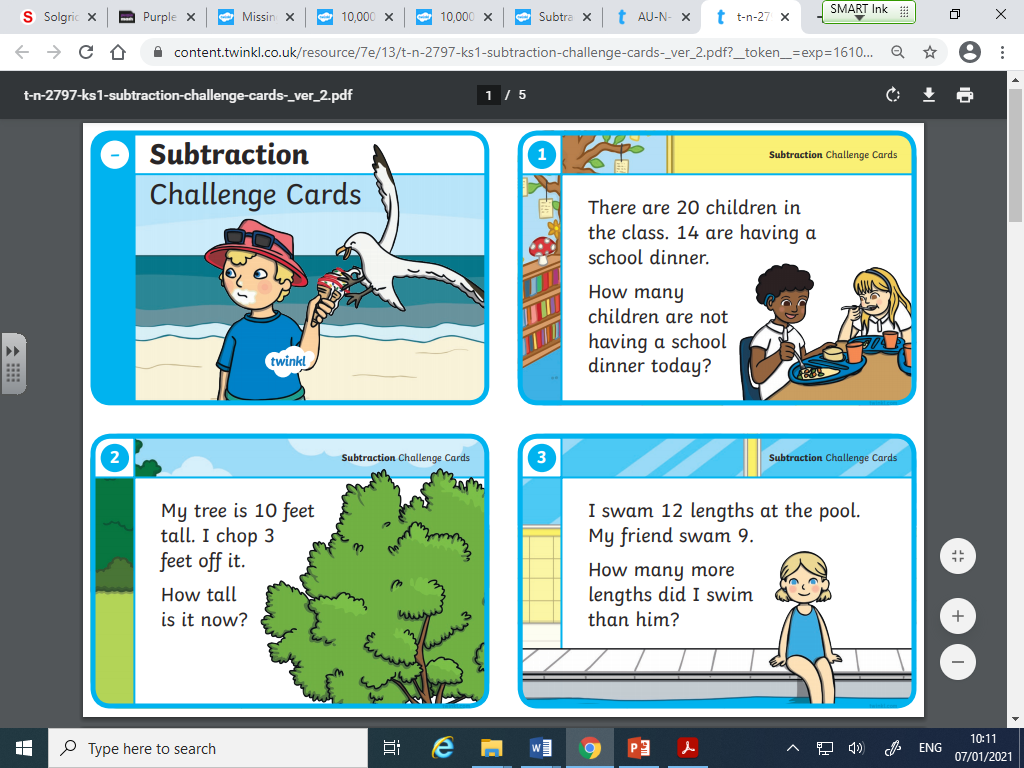 Solgric
Purple
Missin
10,000
10,000
Subtra
AU-N-
t-n-27
SMART Ink
content.twinkl.co.uk/resource/7e/13/t-n-2797-ks1-subtraction-challenge-cards-_ver_2.pdf?__token__=exp=1610...
t-n-2797-ks1-subtraction-challenge-cards-_ver_2.pdf
1 / 5
Subtraction
Challenge Cards
twinkl
1
Subtraction Challenge Cards
There are 20 children in
the class. 14 are having a
school dinner.
How many
children are not
having a school
dinner today?
2
Subtraction Challenge Cards
My tree is 10 feet
tall. I chop 3
feet off it.
How tall
is it now?
3
Subtraction Challenge Cards
I swam 12 lengths at the pool.
My friend swam 9.
How many more
lengths did I swim
than him?
Type here to search
ENG
10:11
07/01/2021